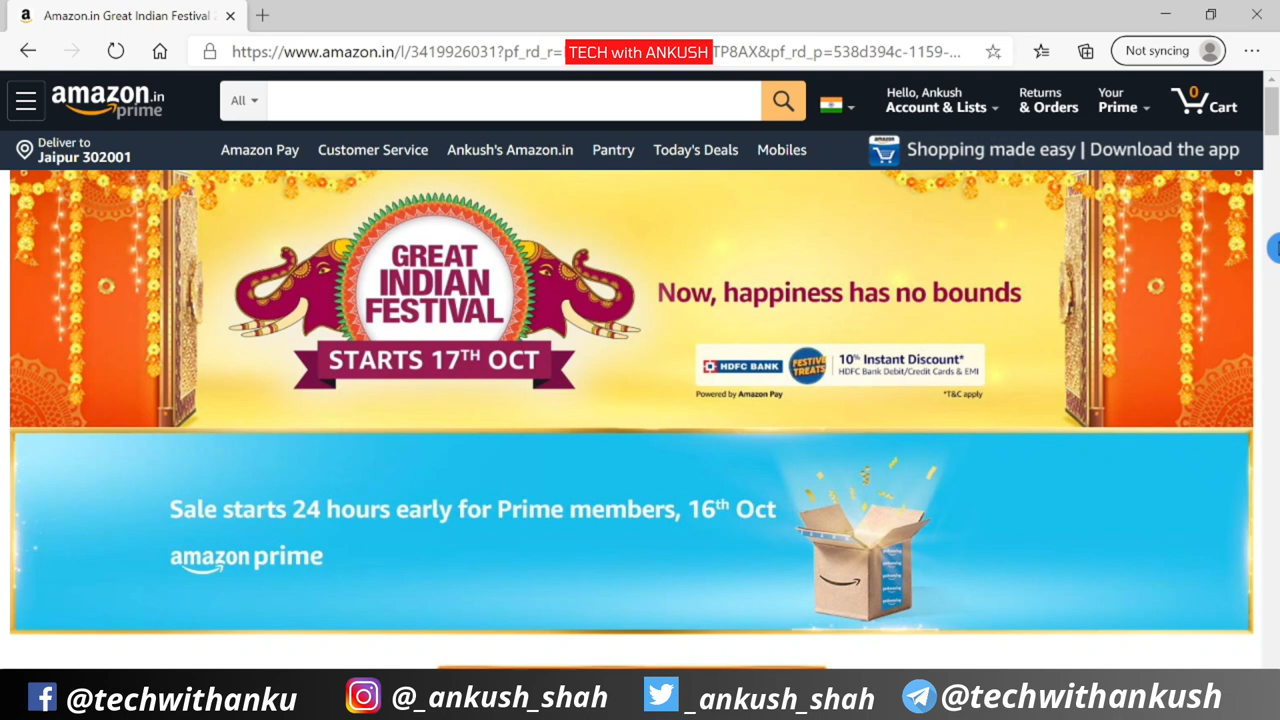 a Amazon.in Great Indian Festival
https://www.amazon.in/l/3419926031?pf_rd_r= TECH with ANKUSH TP8AX&pf_rd_p=538d394c-1159-...
Not syncing
amazon.in
prime
All
Hello, Ankush
Account & Lists
Returns
& Orders
Your
Prime
0
Cart
Deliver to
Jaipur 302001
Amazon Pay Customer Service Ankush's Amazon.in Pantry Today's Deals Mobiles
amazon
Shopping made easy | Download the app
GREAT
INDIAN
FESTIVAL
STARTS 17TH OCT
Now, happiness has no bounds
HDFC BANK
FESTIVE
TREATS
10% Instant Discount*
HDFC Bank Debit/Credit Cards & EMI
Powered by Amazon Pay
*T&C apply
Sale starts 24 hours early for Prime members, 16th Oct
amazon prime
@techwithanku @_ankush_shah _ankush_shah @techwithankush